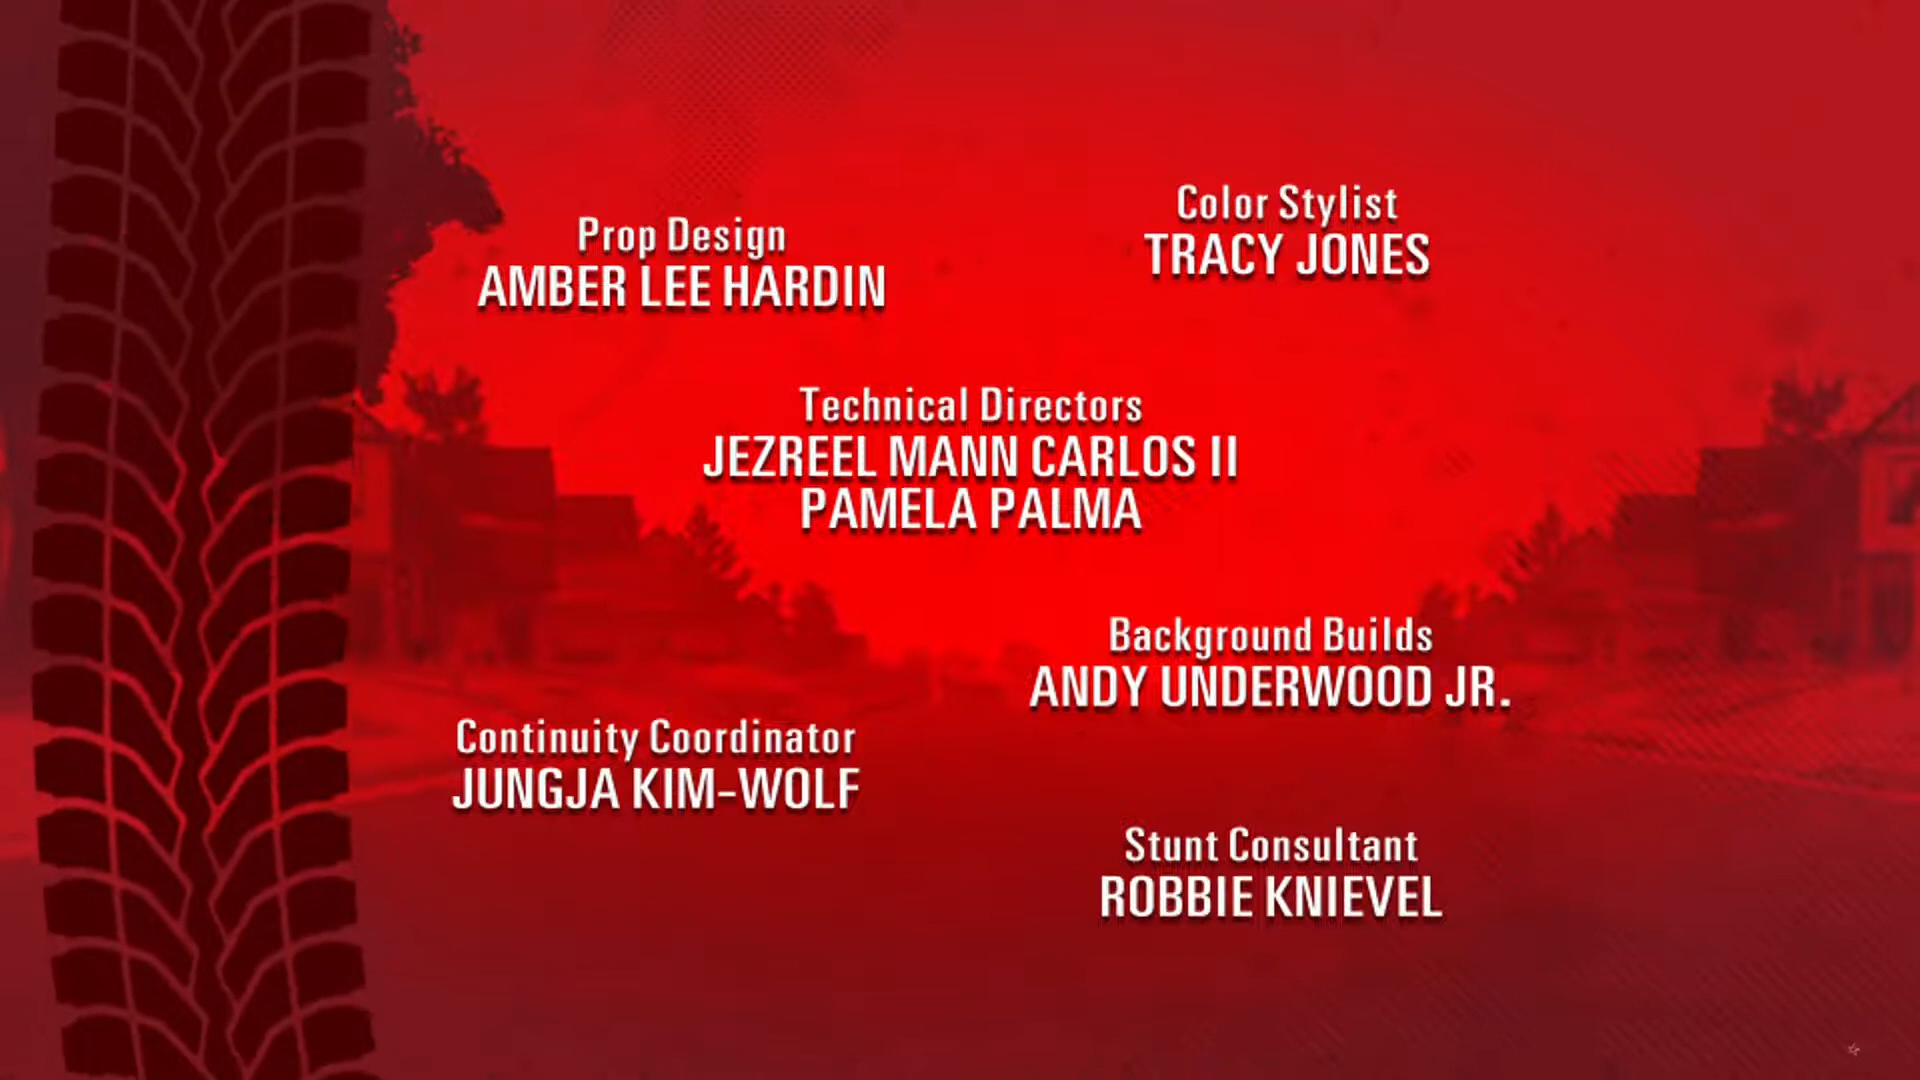 Prop Design
AMBER LEE HARDIN
Color Stylist
TRACY JONES
Technical Directors
JEZREEL MANN CARLOS II
PAMELA PALMA
Background Builds
ANDY UNDERWOOD JR.
Continuity Coordinator
JUNGJA KIM-WOLF
Stunt Consultant
ROBBIE KNIEVEL